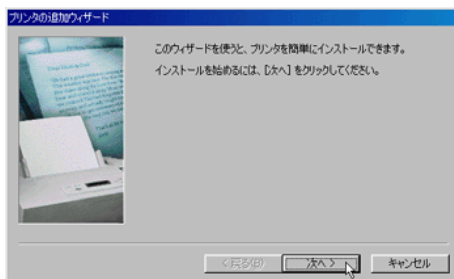 プリンタの追加ウィザード
このウィザードを使うと、プリンタを簡単にインストールできます。
インストールを始めるには、[次へ] をクリックしてください。
< 戻る(B)
次へ >
キャンセル